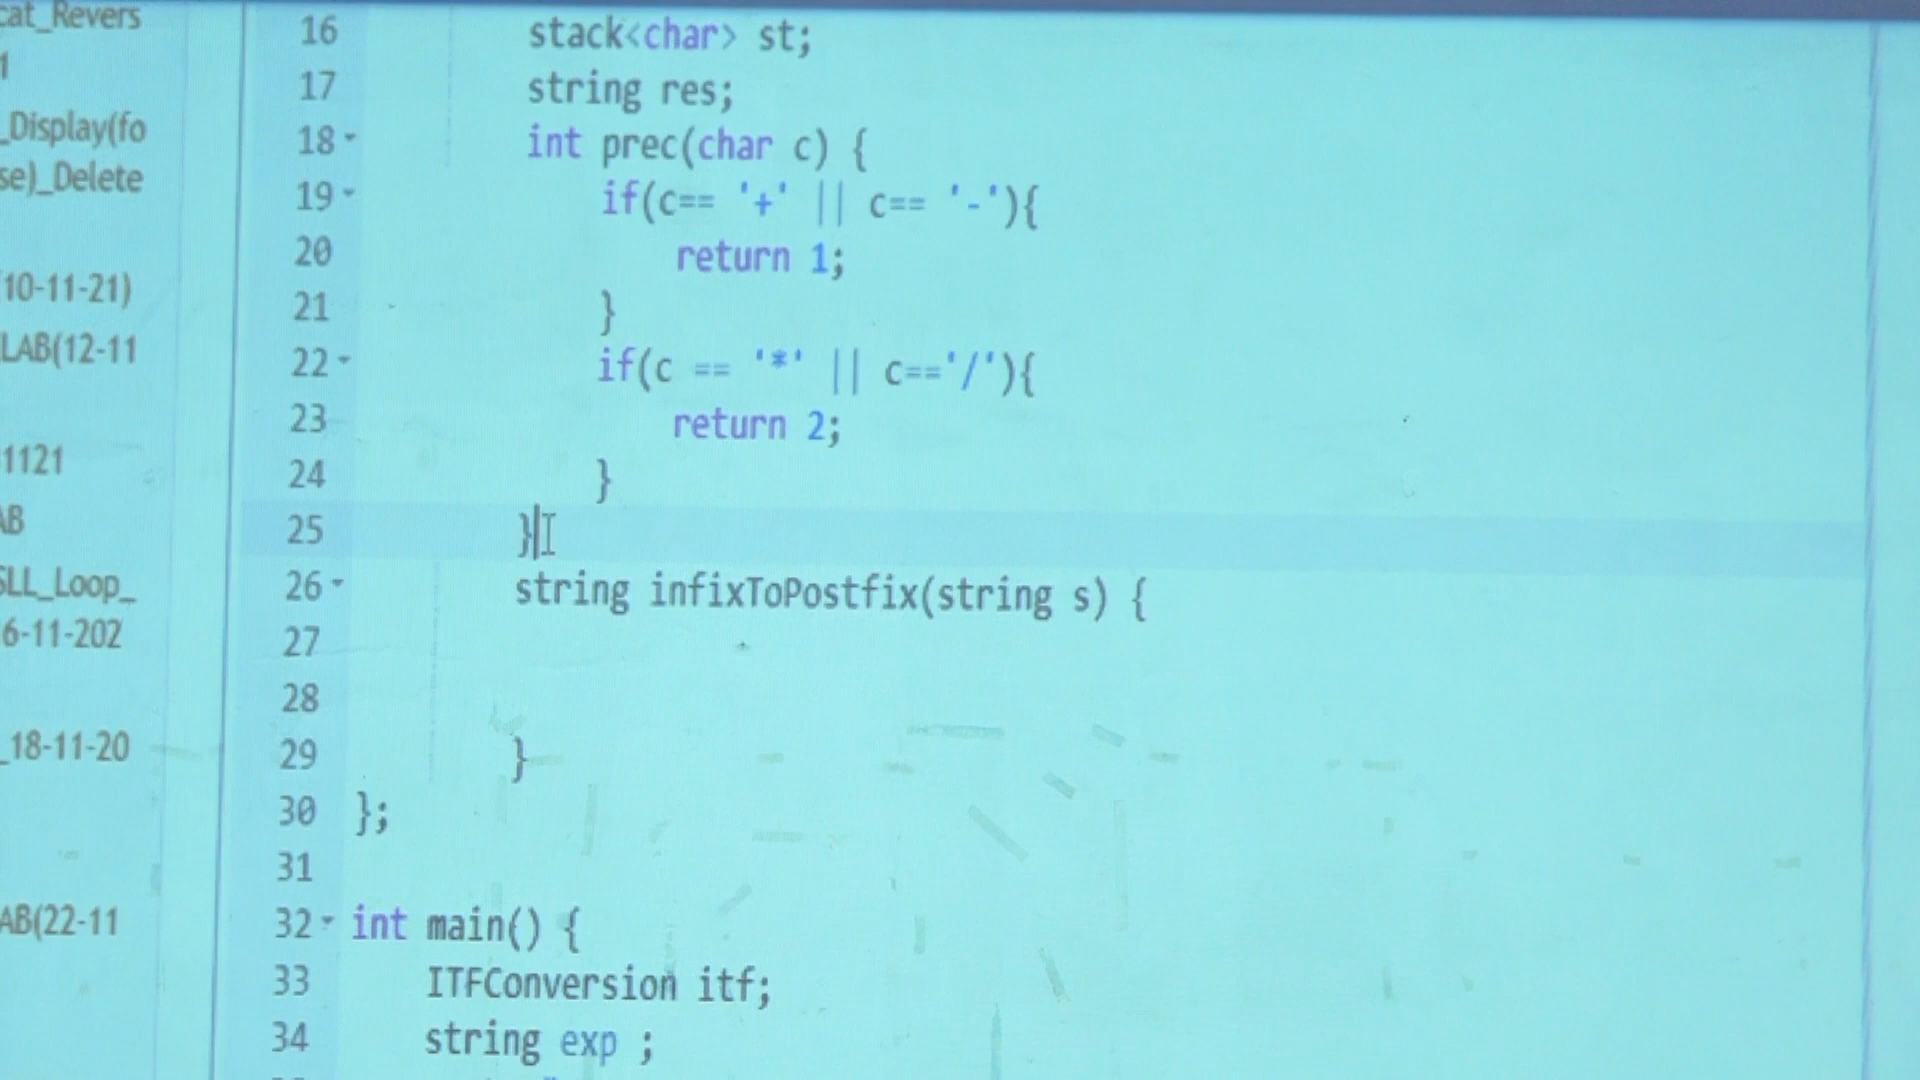 cat_Revers
1
_Display(fo
se)_Delete
10-11-21)
LAB(12-11
1121
AB
SLL_Loop_
6-11-202
_18-11-20
AB(22-11
16 stack<char> st;
17 string res;
18 int prec(char c) {
19 if(c== '+' || c== '-'){
20 return 1;
21 }
22 if(c == '*' || c=='/'){
23 return 2;
24 }
25 }
26 string infixToPostfix(string s) {
27
28
29 }
30 };
31
32 int main() {
33 ITFConversion itf;
34 string exp ;